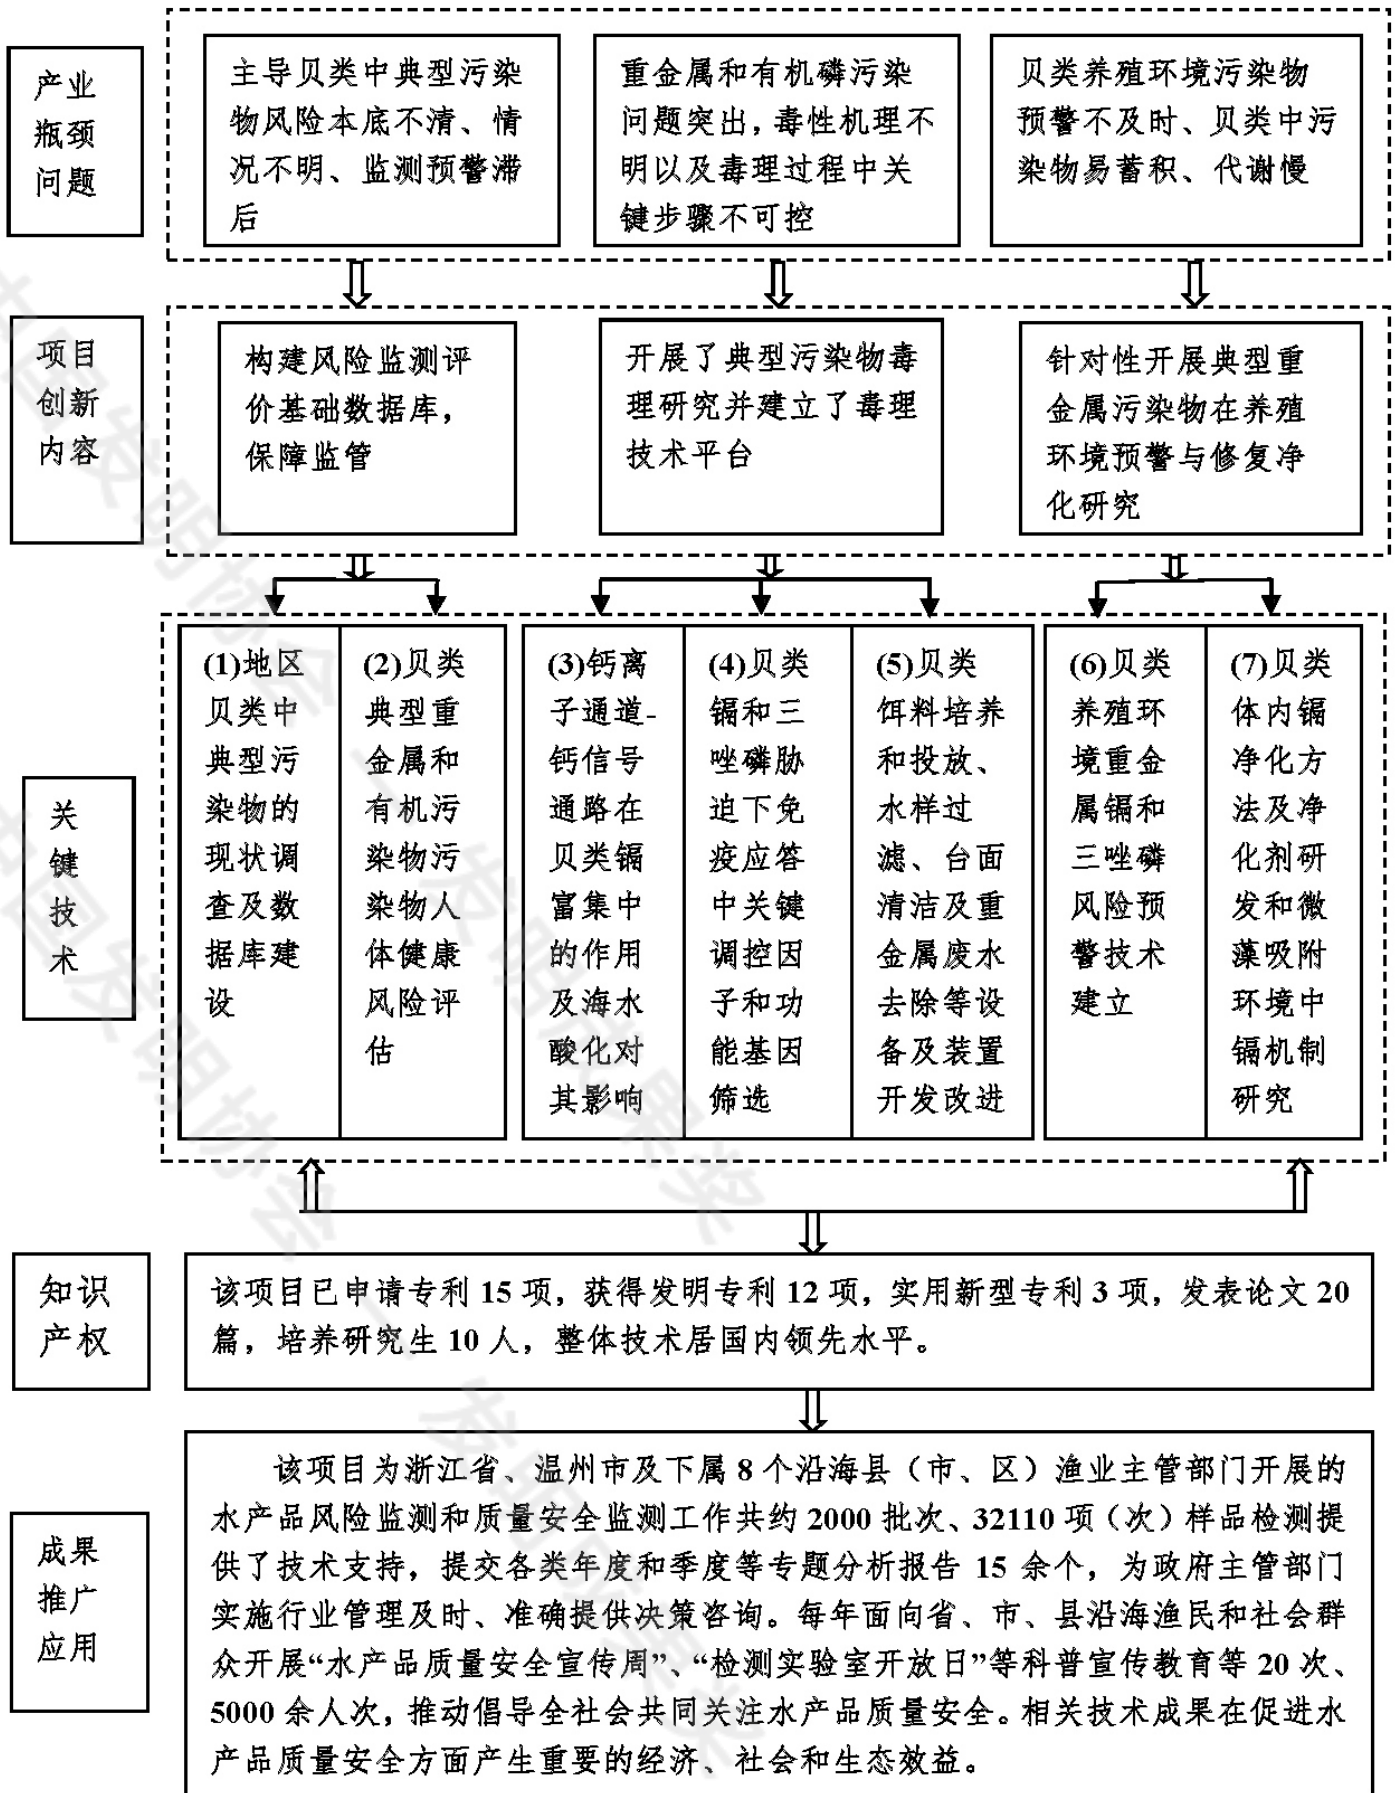 产业
瓶颈
问题
主导贝类中典型污染
物风险本底不清、情
况不明、监测预警滞
后
重金属和有机磷污染
问题突出，毒性机理不
明以及毒理过程中关
键步骤不可控
贝类养殖环境污染物
预警不及时、贝类中污
染物易蓄积、代谢慢
项目
创新
内容
构建风险监测评
价基础数据库，
保障监管
开展了典型污染物毒
理研究并建立了毒理
技术平台
针对性开展典型重
金属污染物在养殖
环境预警与修复净
化研究
关
键
技
术
(1)地区
贝类中
典型污
染物的
现状调
查及数
据库建
设
(2)贝类
典型重
金属和
有机污
染物污
染物人
体健康
风险评
估
(3)钙离
子通道-
钙信号
通路在
贝类镉
富集中
的作用
及海水
酸化对
其影响
(4)贝类
镉和三
唑磷胁
迫下免
疫应答
中关键
调控因
子和功
能基因
筛选
(5)贝类
饵料培养
和投放、
水样过
滤、台面
清洁及重
金属废水
去除等设
备及装置
开发改进
(6)贝类
养殖环
境重金
属镉和
三唑磷
风险预
警技术
建立
(7)贝类
体内镉
净化方
法及净
化剂研
发和微
藻吸附
环境中
镉机制
研究
知识
产权
该项目已申请专利 15 项，获得发明专利 12 项，实用新型专利 3 项，发表论文 20
篇，培养研究生 10 人，整体技术居国内领先水平。
成果
推广
应用
该项目为浙江省、温州市及下属 8 个沿海县（市、区）渔业主管部门开展的
水产品风险监测和质量安全监测工作共约 2000 批次、32110 项（次）样品检测提
供了技术支持，提交各类年度和季度等专题分析报告 15 余个，为政府主管部门
实施行业管理及时、准确提供决策咨询。每年面向省、市、县沿海渔民和社会群
众开展“水产品质量安全宣传周”、“检测实验室开放日”等科普宣传教育等 20 次、
5000 余人次，推动倡导全社会共同关注水产品质量安全。相关技术成果在促进水
产品质量安全方面产生重要的经济、社会和生态效益。
中国发明协会 — 发明成果奖
中国发明协会 — 发明成果奖